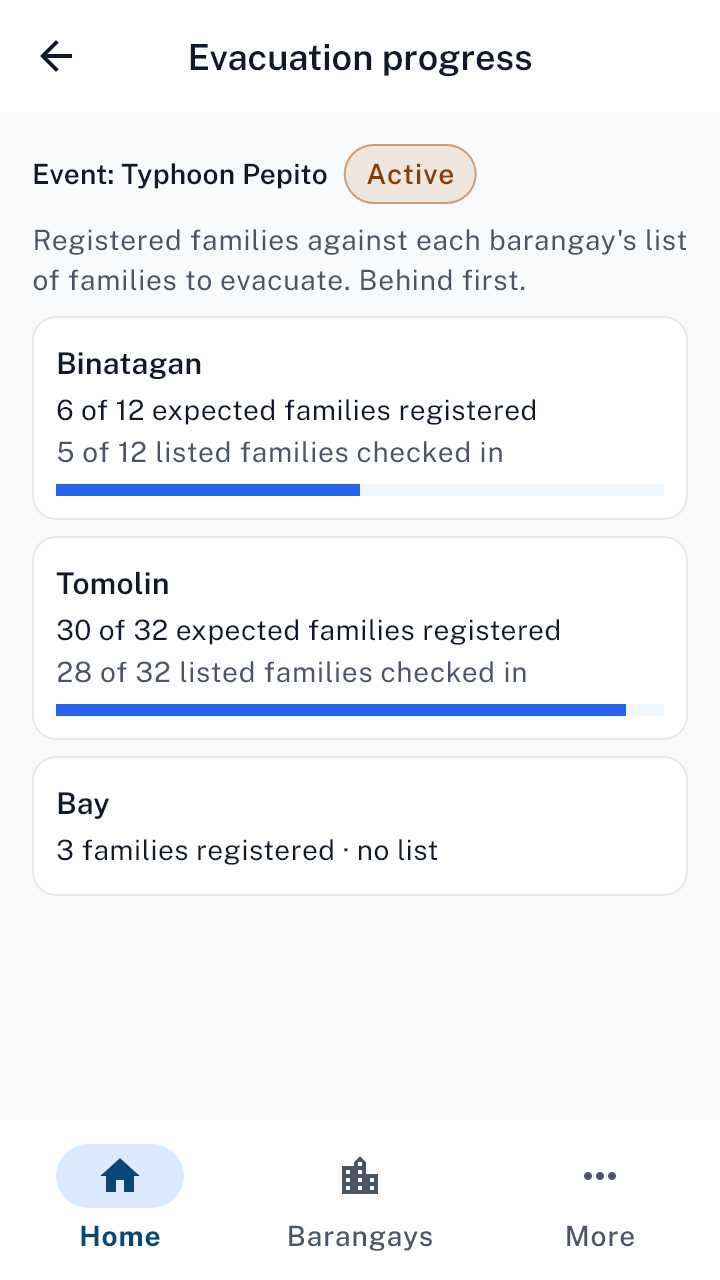 Evacuation progress
Event: Typhoon Pepito
Active
Registered families against each barangay's list
of families to evacuate. Behind first.
Binatagan
6 of 12 expected families registered
5 of 12 listed families checked in
Tomolin
30 of 32 expected families registered
28 of 32 listed families checked in
Bay
3 families registered · no list
Home
Barangays
More